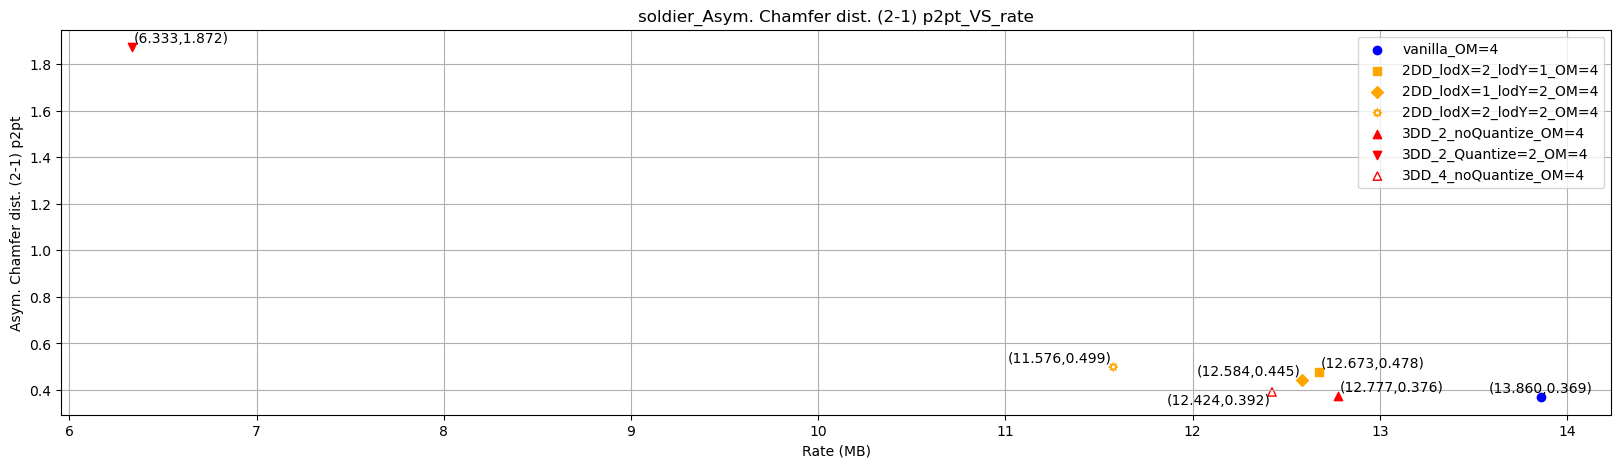 soldier_Asym. Chamfer dist. (2-1) p2pt_VS_rate
Asym. Chamfer dist. (2-1) p2pt
1.8
1.6
1.4
1.2
1.0
0.8
0.6
0.4
(6.333,1.872)
vanilla_OM=4
2DD_lodX=2_lodY=1_OM=4
2DD_lodX=1_lodY=2_OM=4
2DD_lodX=2_lodY=2_OM=4
3DD_2_noQuantize_OM=4
3DD_2_Quantize=2_OM=4
3DD_4_noQuantize_OM=4
(11.576,0.499)
(12.584,0.445)
(12.673,0.478)
(12.424,0.392)
(12.777,0.376)
(13.860,0.369)
6 7 8 9 10 11 12 13 14
Rate (MB)